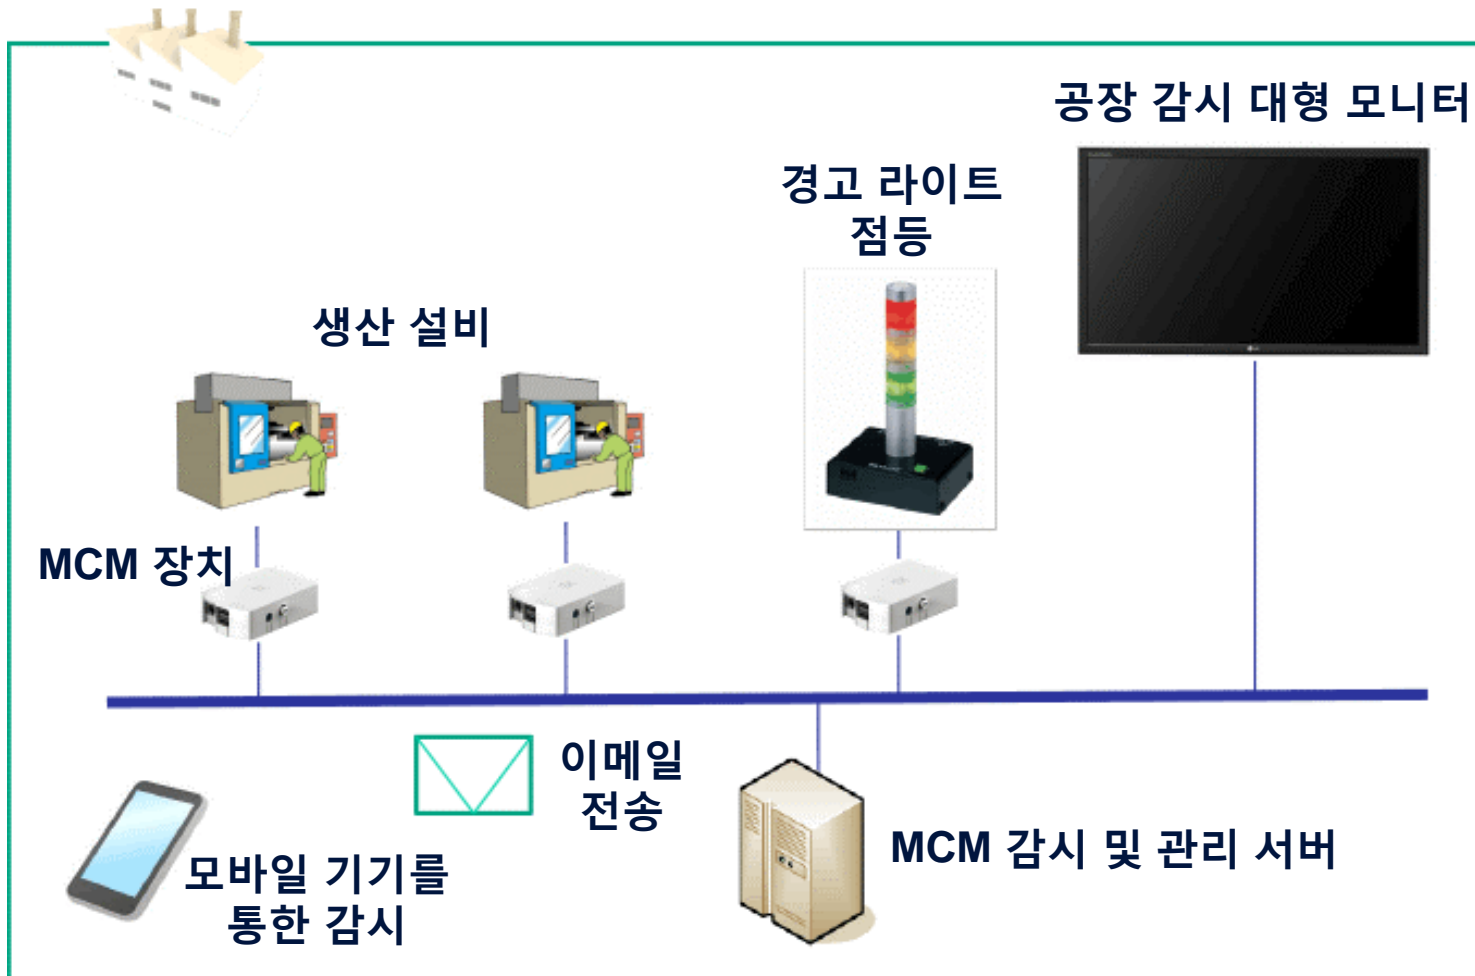 공장 감시 대형 모니터
경고 라이트
점등
생산 설비
MCM 장치
이메일
전송
MCM 감시 및 관리 서버
모바일 기기를
통한 감시